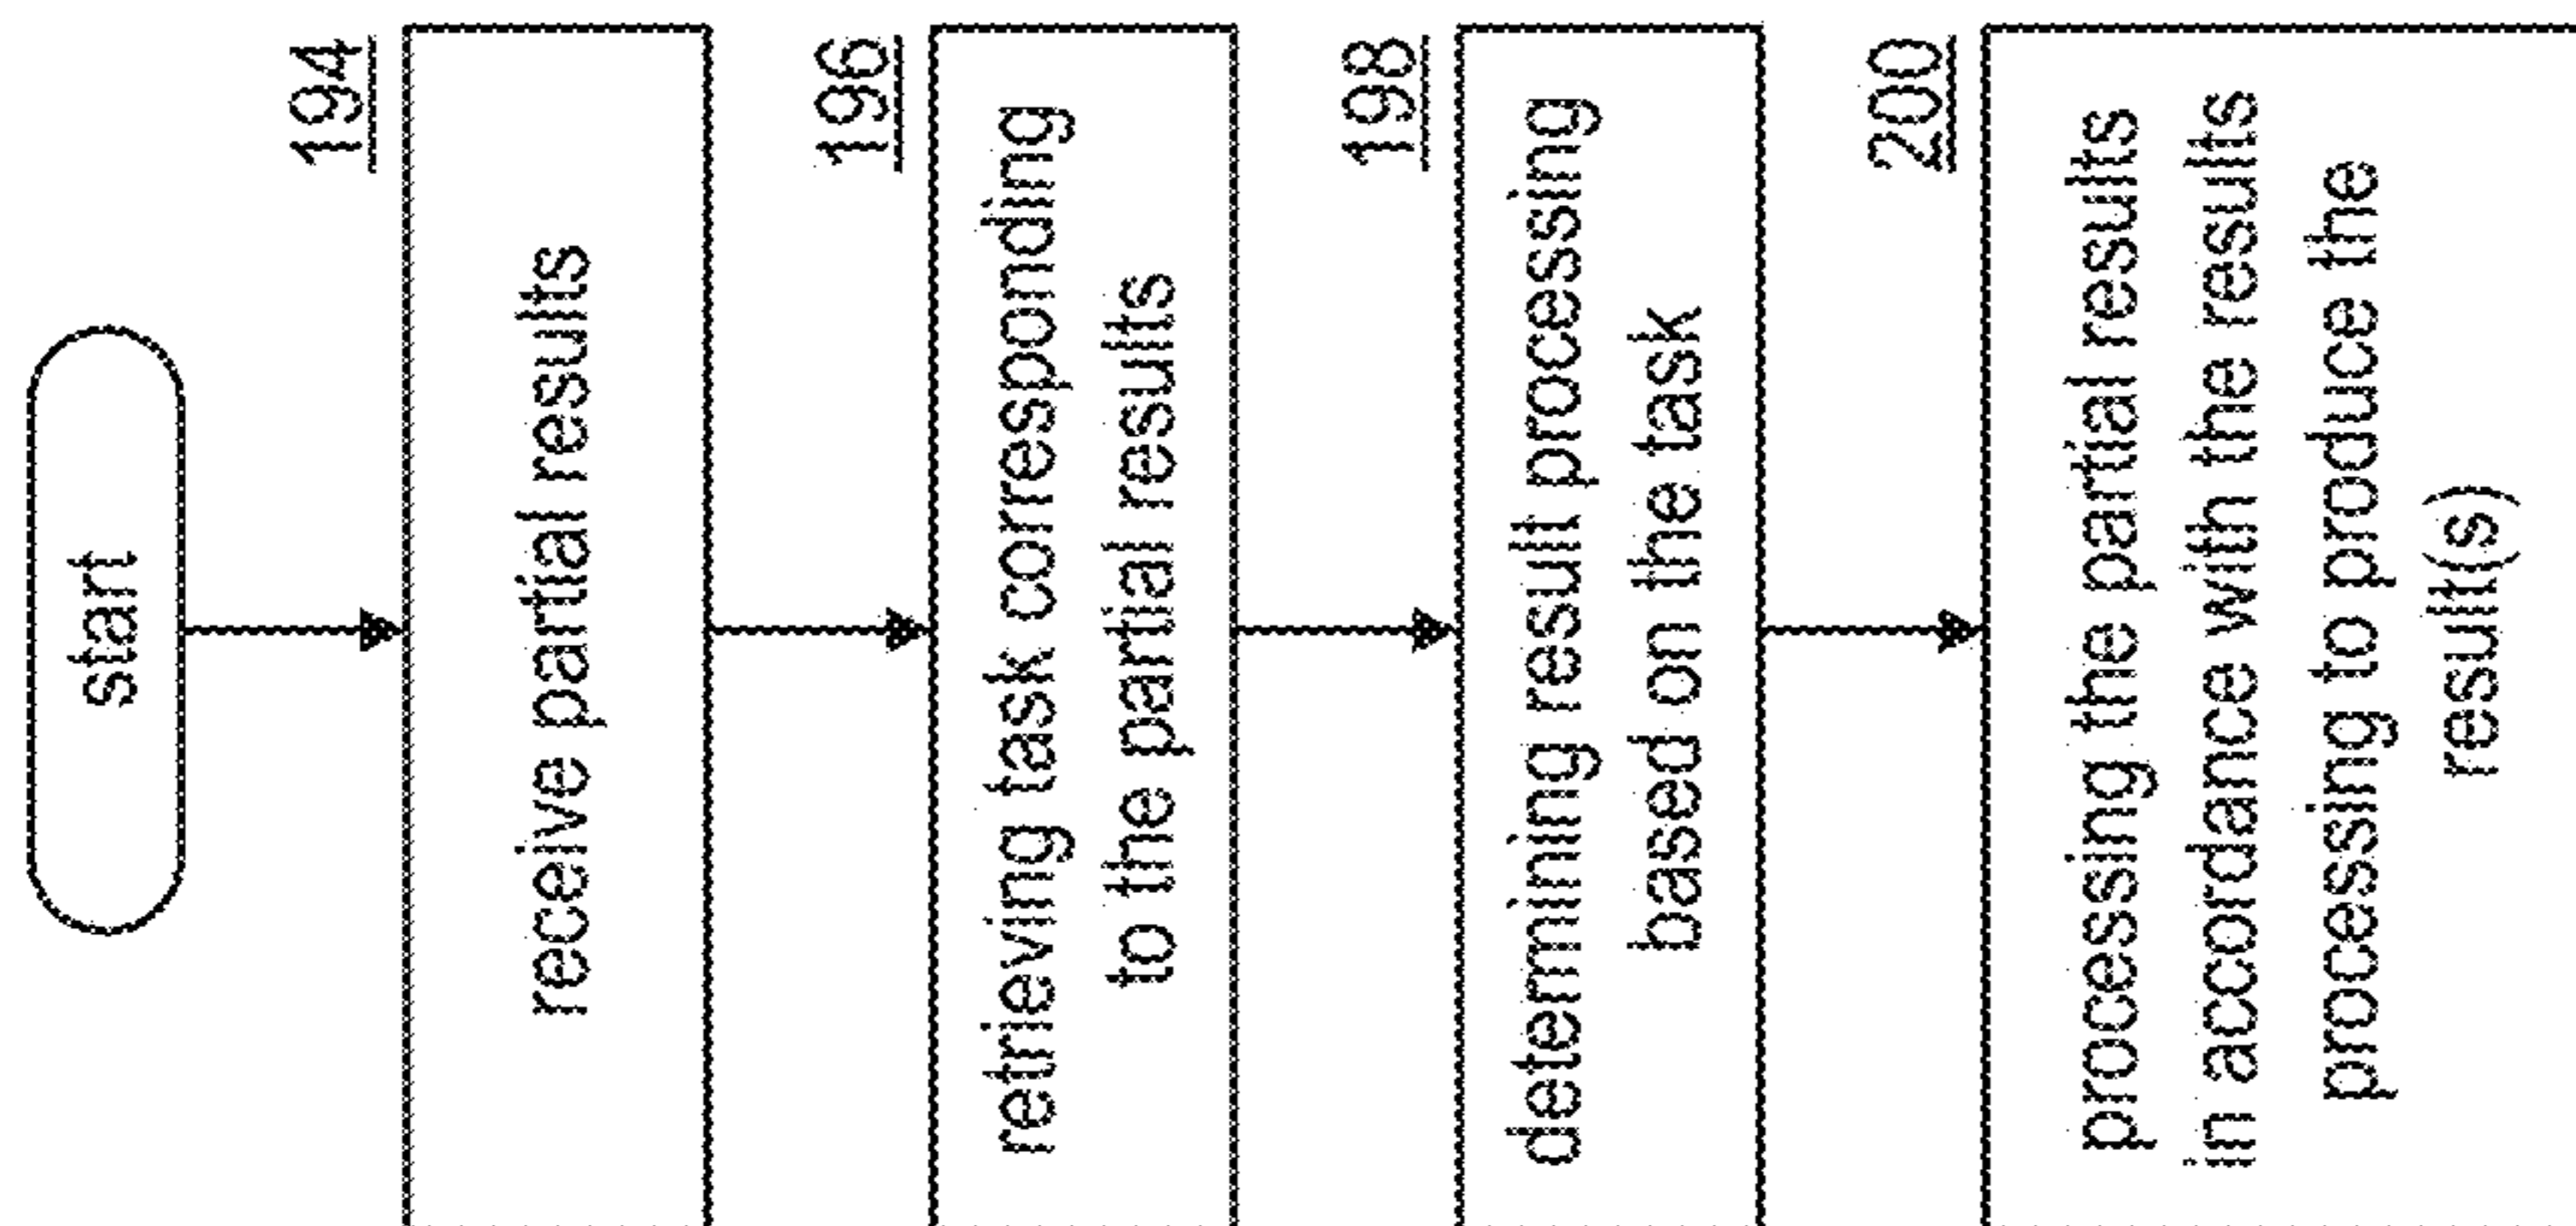 start
194
receive partial results
196
retrieving task corresponding
to the partial results
198
determining result processing
based on the task
200
processing the partial results
in accordance with the results
processing to produce the
result(s)